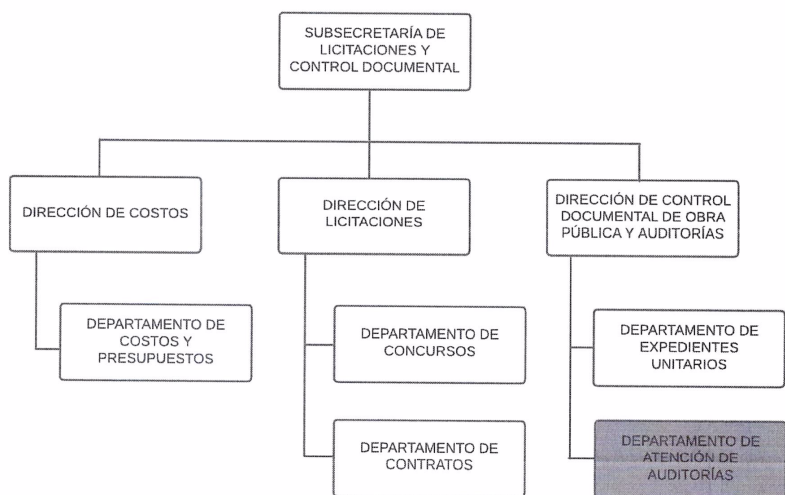 SUBSECRETARÍA DE
LICITACIONES Y
CONTROL DOCUMENTAL
DIRECCIÓN DE COSTOS
DIRECCIÓN DE
LICITACIONES
DIRECCIÓN DE CONTROL
DOCUMENTAL DE OBRA
PÚBLICA Y AUDITORÍAS
DEPARTAMENTO DE
COSTOS Y
PRESUPUESTOS
DEPARTAMENTO DE
CONCURSOS
DEPARTAMENTO DE
EXPEDIENTES
UNITARIOS
DEPARTAMENTO DE
CONTRATOS
DEPARTAMENTO DE
ATENCIÓN DE
AUDITORÍAS